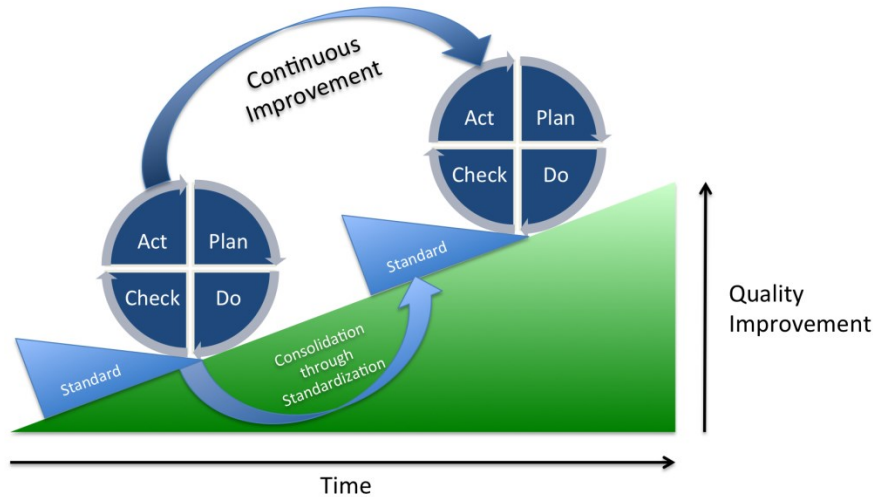 Continuous
Improvement
Act Plan
Check Do
Act Plan
Check Do
Standard
Standard
Consolidation
through
Standardization
Quality
Improvement
Time